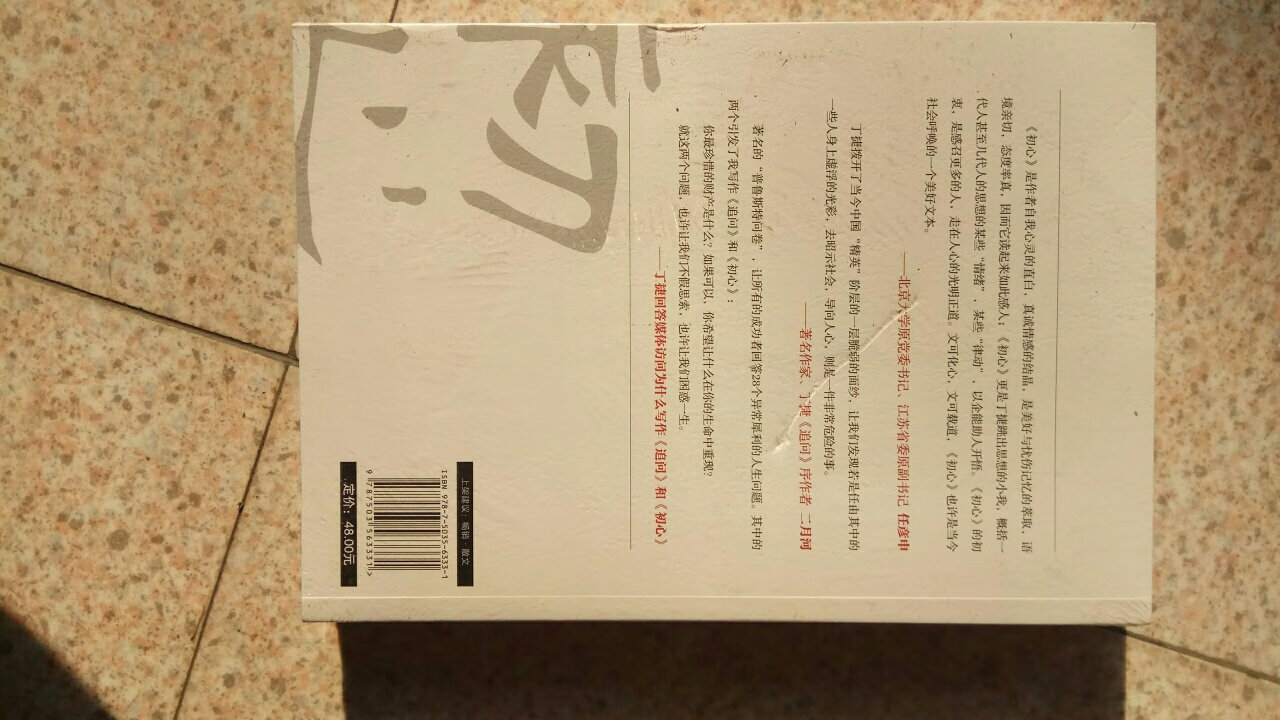 《初心》是作者自我心灵的直白，真诚情感的结晶，是美好与忧伤记忆的萃取，语
境亲切，态度率真，因而它读起来如此感人；《初心》更是丁捷跳出思想的小我，概括一
代人甚至几代人的思想的某些“情绪”，某些“律动”，以企能助人开悟。《初心》的初
衷，是感召更多的人，走在人心的光明正道。文可化心，文可载道，《初心》也许是当今
社会呼唤的一个美好文本。
——北京大学原党委书记、江苏省委原副书记 任彦申
丁捷拨开了当今中国“精英”阶层的一层脆弱的面纱，让我们发现若是任由其中的
一些人身上虚浮的光彩，去昭示社会，导向人心，则是一件非常危险的事。
——著名作家、丁捷《追问》序作者 二月河
著名的“普鲁斯特问卷”，让所有的成功者回答28个异常犀利的人生问题。其中的
两个引发了我写作《追问》和《初心》：
你最珍惜的财产是什么？如果可以，你希望让什么在你的生命中重现？
就这两个问题，也许让我们不假思索，也许让我们困惑一生。
——丁捷回答媒体访问为什么写作《追问》和《初心》
初心
上架建议：畅销·散文
ISBN 978-7-5035-6333-1
9 787503 563331>
定价：48.00元